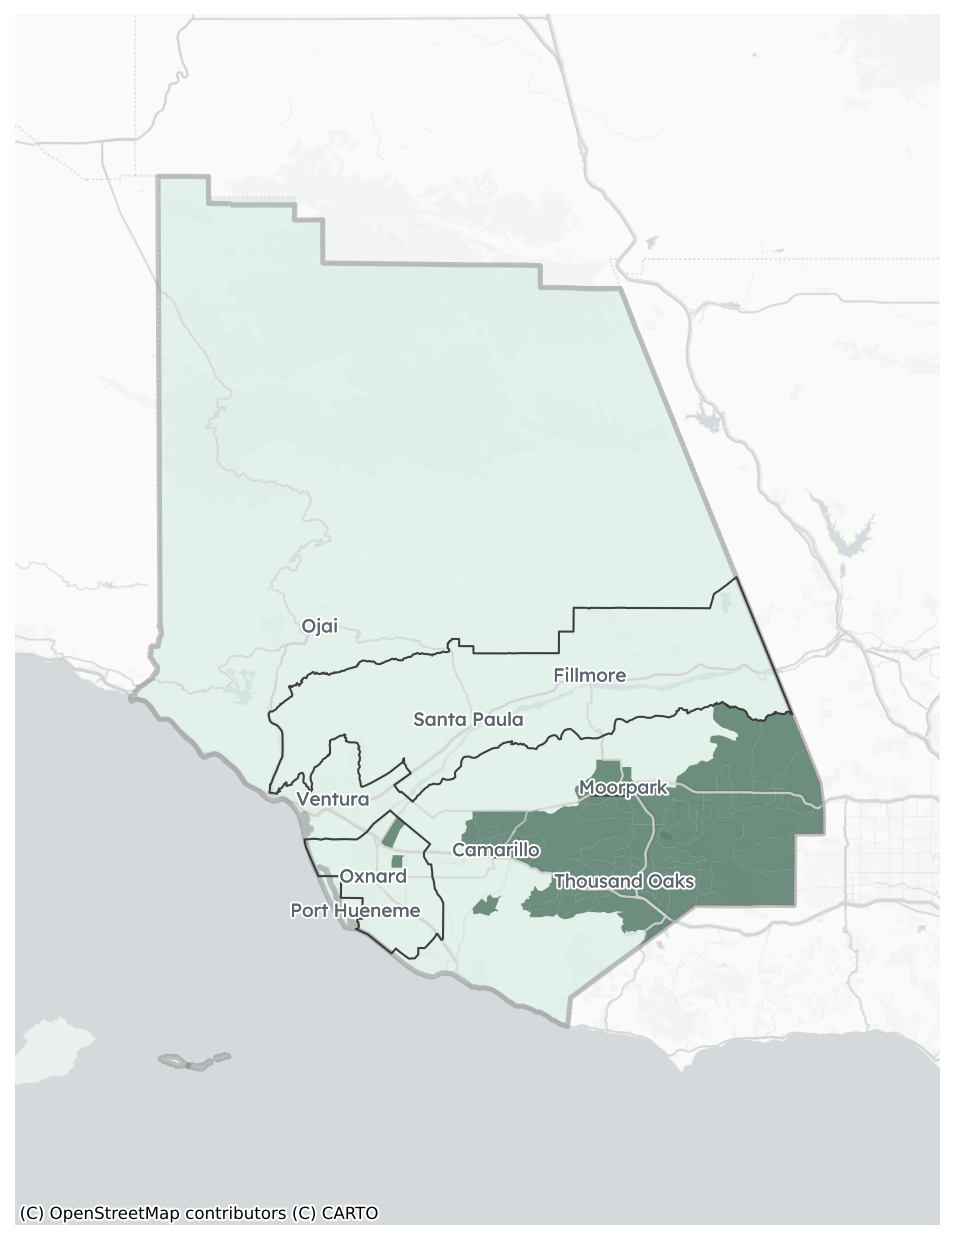 Ojai
Fillmore
Santa Paula
Moorpark
Ventura
Camarillo
Oxnard
Thousand Oaks
Port Hueneme
(C) OpenStreetMap contributors (C) CARTO